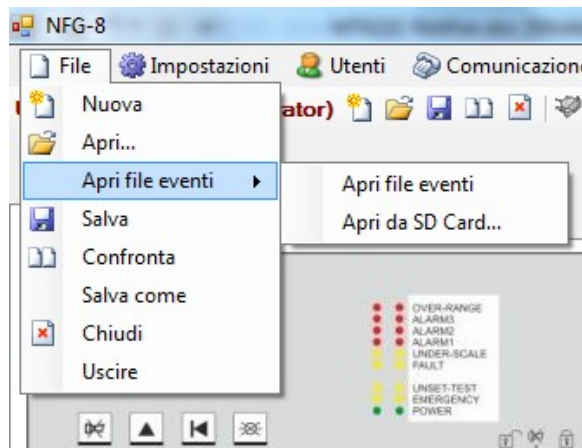 NFG-8
File Impostazioni Utenti Comunicazion
ator)
Nuova
Apri...
Apri file eventi
Salva
Confronta
Salva come
Chiudi
Uscire
Apri file eventi
Apri da SD Card...
OVER-RANGE
ALARM3
ALARM2
ALARM1
UNDER-SCALE
FAULT
UNSET-TEST
EMERGENCY
POWER